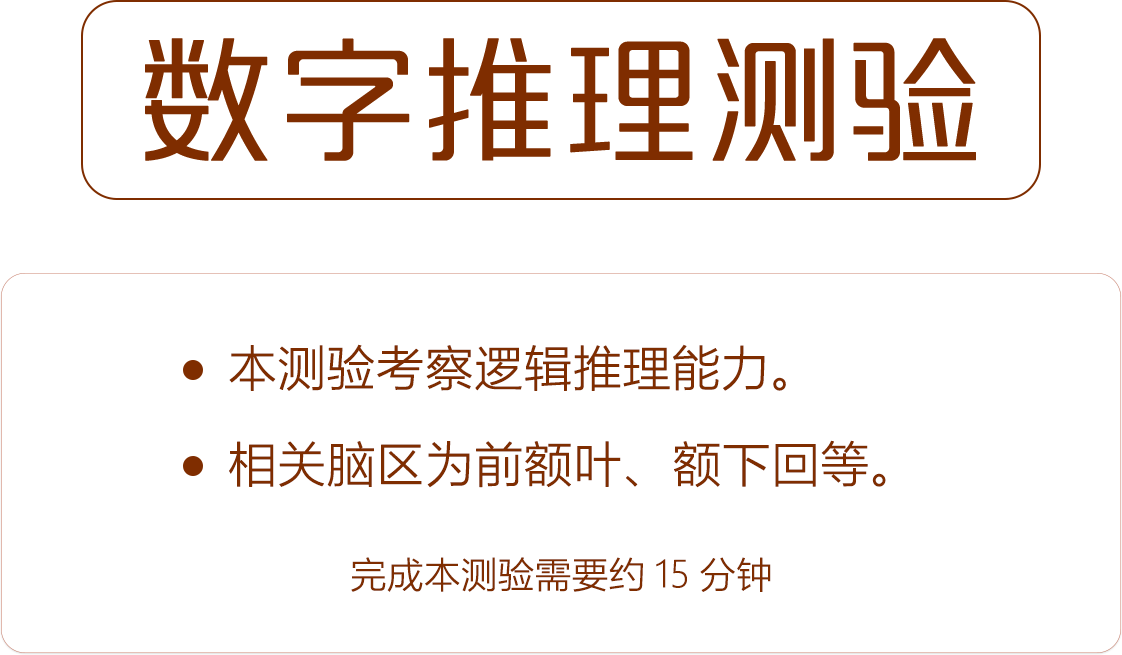 数字推理测验
• 本测验考察逻辑推理能力。
• 相关脑区为前额叶、额下回等。
完成本测验需要约 15 分钟